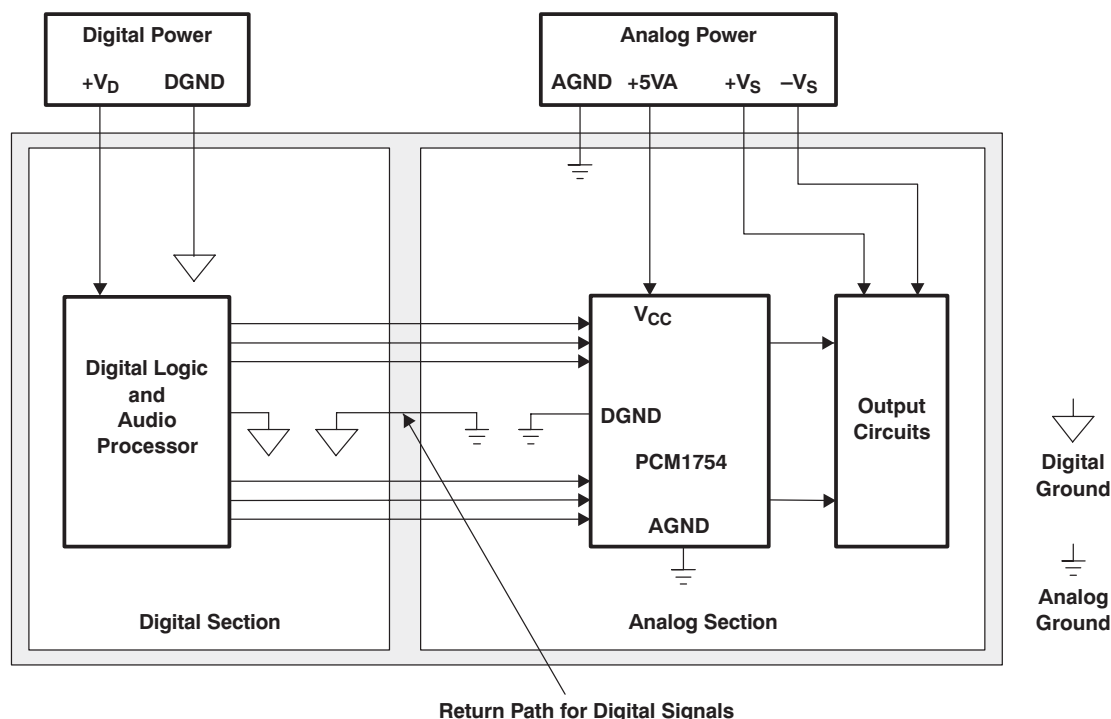 Digital Power
+VD DGND
Analog Power
AGND +5VA +VS –VS
Digital Logic
and
Audio
Processor
VCC
DGND
PCM1754
AGND
Output
Circuits
Digital
Ground
Analog
Ground
Digital Section
Analog Section
Return Path for Digital Signals